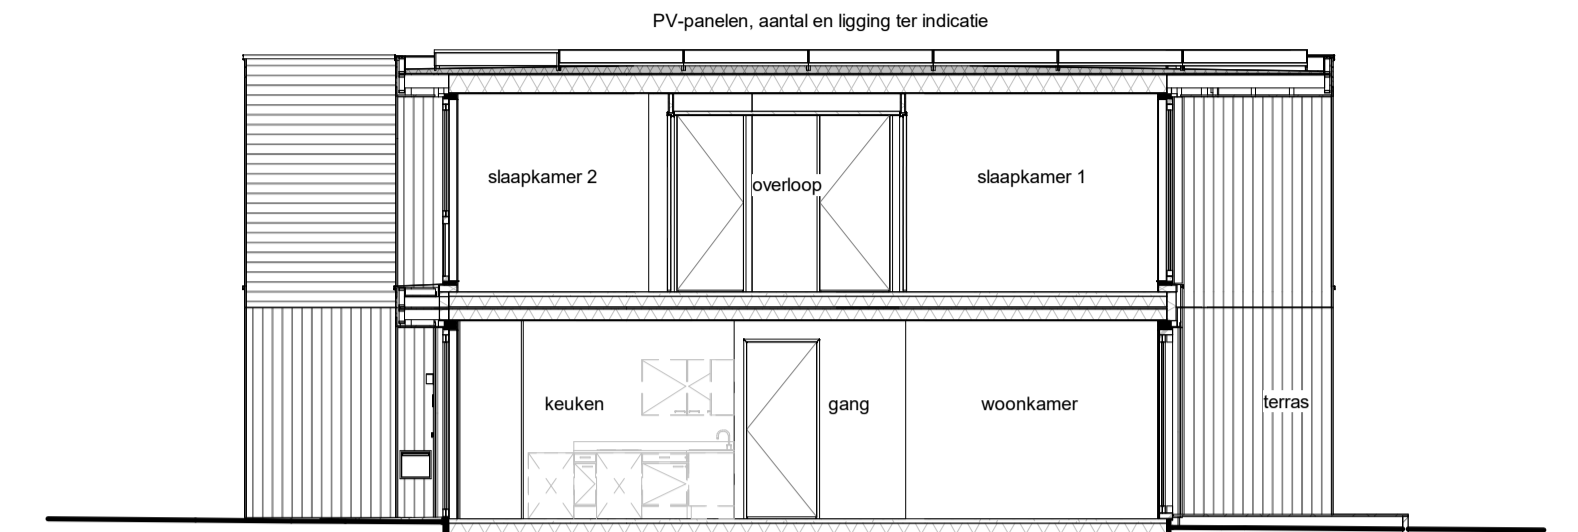 PV-panelen, aantal en ligging ter indicatie
slaapkamer 2
overloop
slaapkamer 1
keuken
gang
woonkamer
terras